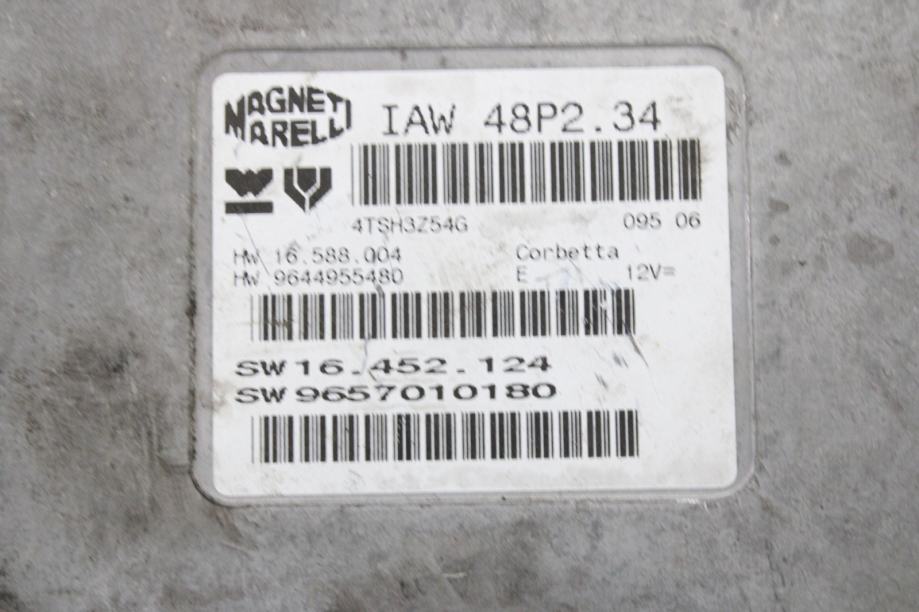 MAGNETI MARELLI
IAW 48P2.34
4TSH3Z54G 095 06
HW 16.588.004 Corbetta
HW 9644955480 E 12V=
SW 16.452.124
SW 9657010180